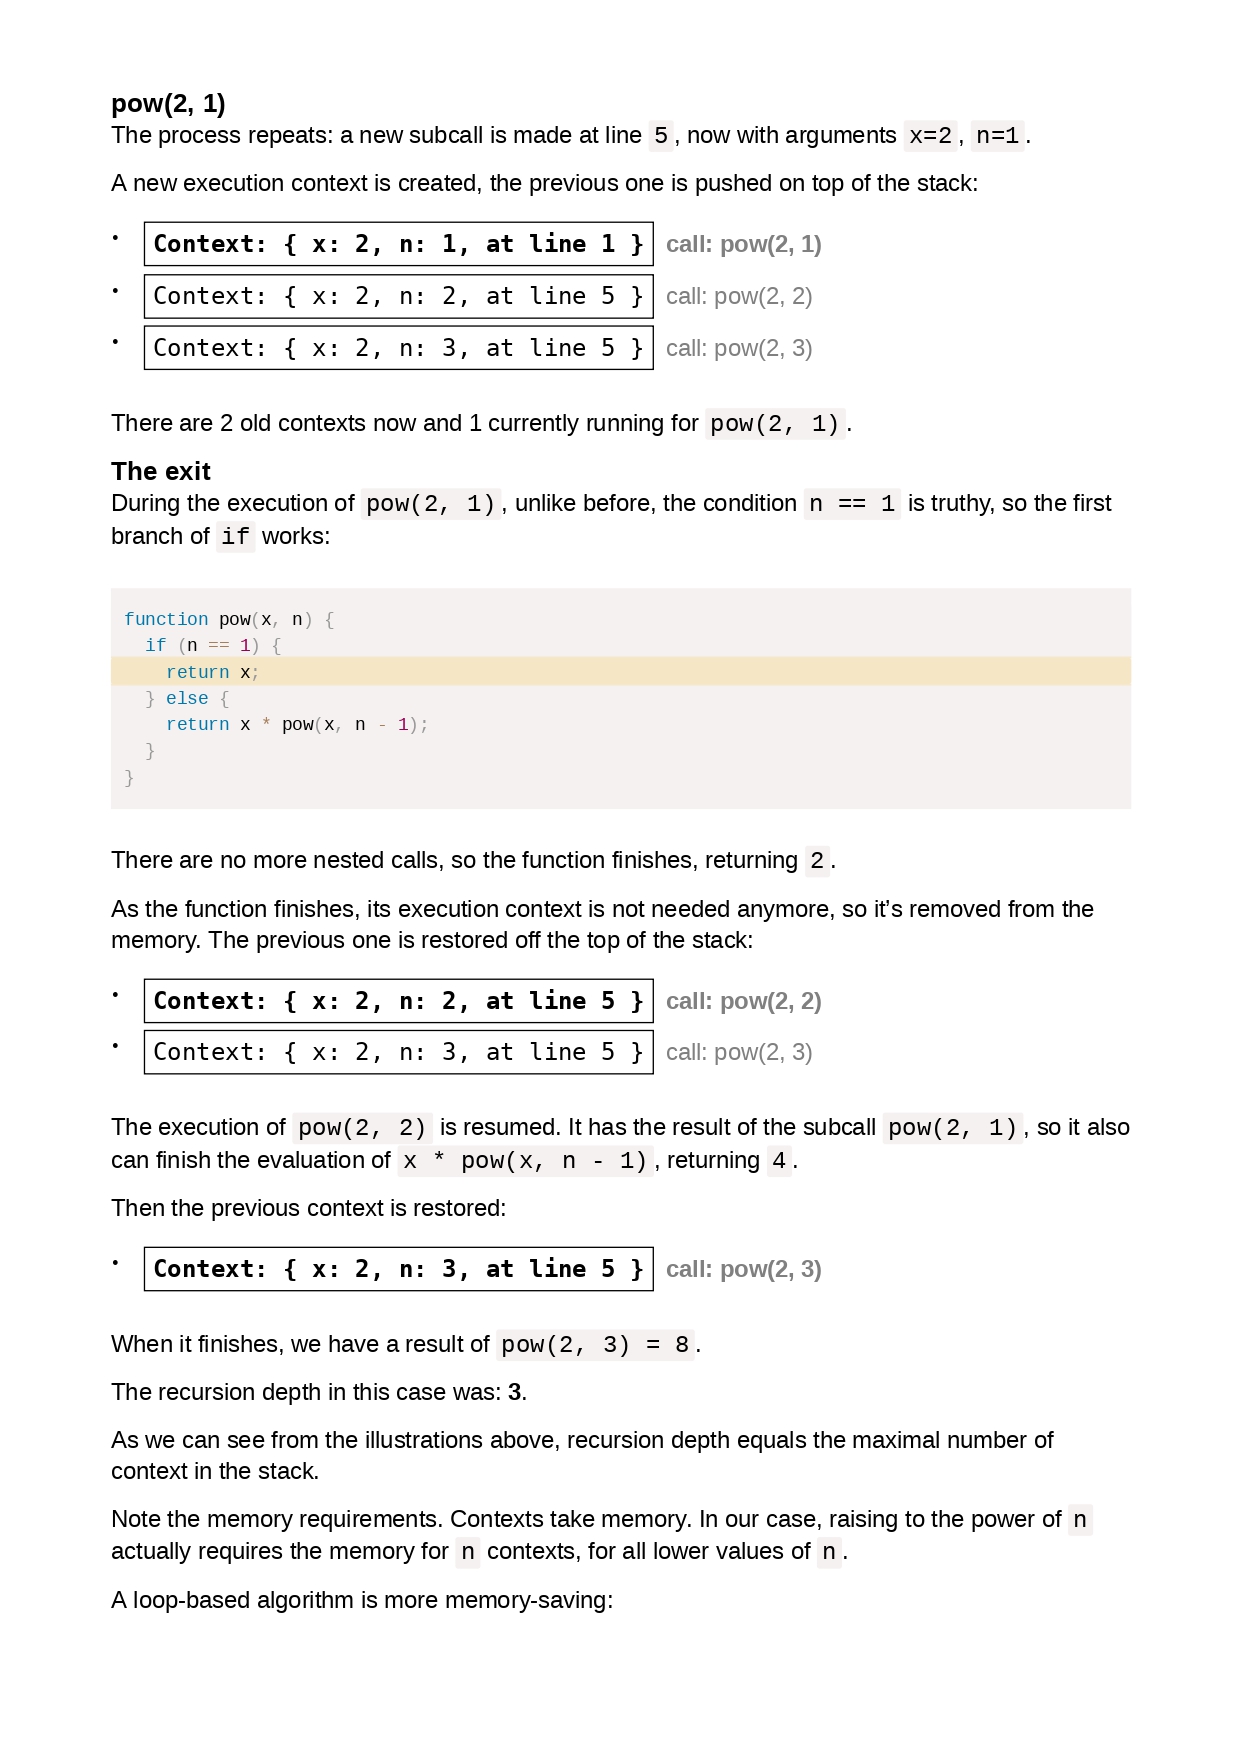 pow(2, 1)
The process repeats: a new subcall is made at line 5, now with arguments x=2, n=1.
A new execution context is created, the previous one is pushed on top of the stack:
• Context: { x: 2, n: 1, at line 1 } call: pow(2, 1)
• Context: { x: 2, n: 2, at line 5 } call: pow(2, 2)
• Context: { x: 2, n: 3, at line 5 } call: pow(2, 3)
There are 2 old contexts now and 1 currently running for pow(2, 1).
The exit
During the execution of pow(2, 1), unlike before, the condition n == 1 is truthy, so the first
branch of if works:
function pow(x, n) {
  if (n == 1) {
    return x;
  } else {
    return x * pow(x, n - 1);
  }
}
There are no more nested calls, so the function finishes, returning 2.
As the function finishes, its execution context is not needed anymore, so it’s removed from the
memory. The previous one is restored off the top of the stack:
• Context: { x: 2, n: 2, at line 5 } call: pow(2, 2)
• Context: { x: 2, n: 3, at line 5 } call: pow(2, 3)
The execution of pow(2, 2) is resumed. It has the result of the subcall pow(2, 1), so it also
can finish the evaluation of x * pow(x, n - 1), returning 4.
Then the previous context is restored:
• Context: { x: 2, n: 3, at line 5 } call: pow(2, 3)
When it finishes, we have a result of pow(2, 3) = 8.
The recursion depth in this case was: 3.
As we can see from the illustrations above, recursion depth equals the maximal number of
context in the stack.
Note the memory requirements. Contexts take memory. In our case, raising to the power of n
actually requires the memory for n contexts, for all lower values of n.
A loop-based algorithm is more memory-saving: